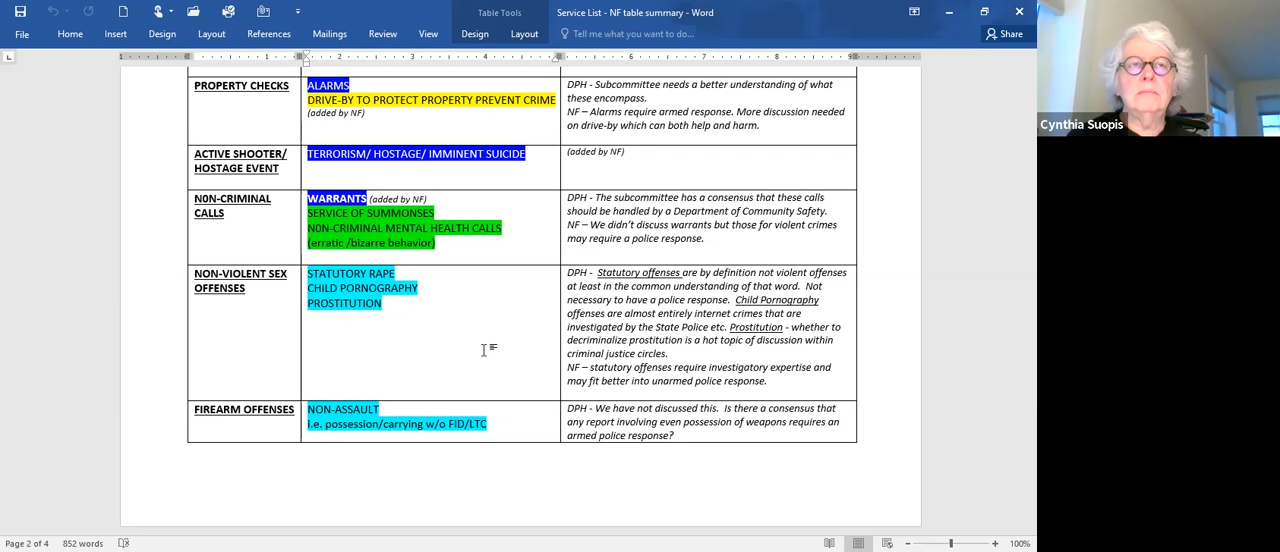 Table Tools
Service List - NF table summary - Word
File Home Insert Design Layout References Mailings Review View Design Layout Tell me what you want to do... Share
1 1 2 3 4 5 6 7 8 9
PROPERTY CHECKS
ALARMS
DRIVE-BY TO PROTECT PROPERTY PREVENT CRIME
(added by NF)
DPH - Subcommittee needs a better understanding of what
these encompass.
NF – Alarms require armed response. More discussion needed
on drive-by which can both help and harm.
ACTIVE SHOOTER/
HOSTAGE EVENT
TERRORISM/ HOSTAGE/ IMMINENT SUICIDE
(added by NF)
N0N-CRIMINAL
CALLS
WARRANTS (added by NF)
SERVICE OF SUMMONSES
N0N-CRIMINAL MENTAL HEALTH CALLS
(erratic /bizarre behavior)
DPH - The subcommittee has a consensus that these calls
should be handled by a Department of Community Safety.
NF – We didn't discuss warrants but those for violent crimes
may require a police response.
NON-VIOLENT SEX
OFFENSES
STATUTORY RAPE
CHILD PORNOGRAPHY
PROSTITUTION
DPH - Statutory offenses are by definition not violent offenses
at least in the common understanding of that word. Not
necessary to have a police response. Child Pornography
offenses are almost entirely internet crimes that are
investigated by the State Police etc. Prostitution - whether to
decriminalize prostitution is a hot topic of discussion within
criminal justice circles.
NF – statutory offenses require investigatory expertise and
may fit better into unarmed police response.
FIREARM OFFENSES
NON-ASSAULT
i.e. possession/carrying w/o FID/LTC
DPH - We have not discussed this. Is there a consensus that
any report involving even possession of weapons requires an
armed police response?
Page 2 of 4 852 words
100%
Cynthia Suopis